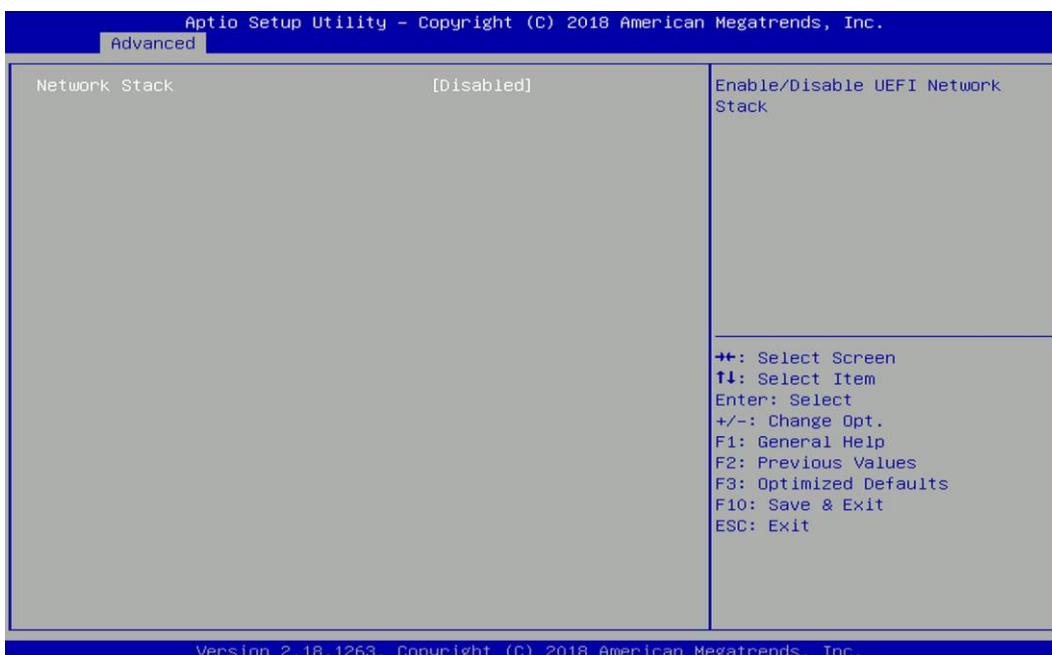 Aptio Setup Utility – Copyright (C) 2018 American Megatrends, Inc.
Advanced
Network Stack [Disabled]
Enable/Disable UEFI Network
Stack
→←: Select Screen
↑↓: Select Item
Enter: Select
+/-: Change Opt.
F1: General Help
F2: Previous Values
F3: Optimized Defaults
F10: Save & Exit
ESC: Exit
Version 2.18.1263. Copyright (C) 2018 American Megatrends, Inc.